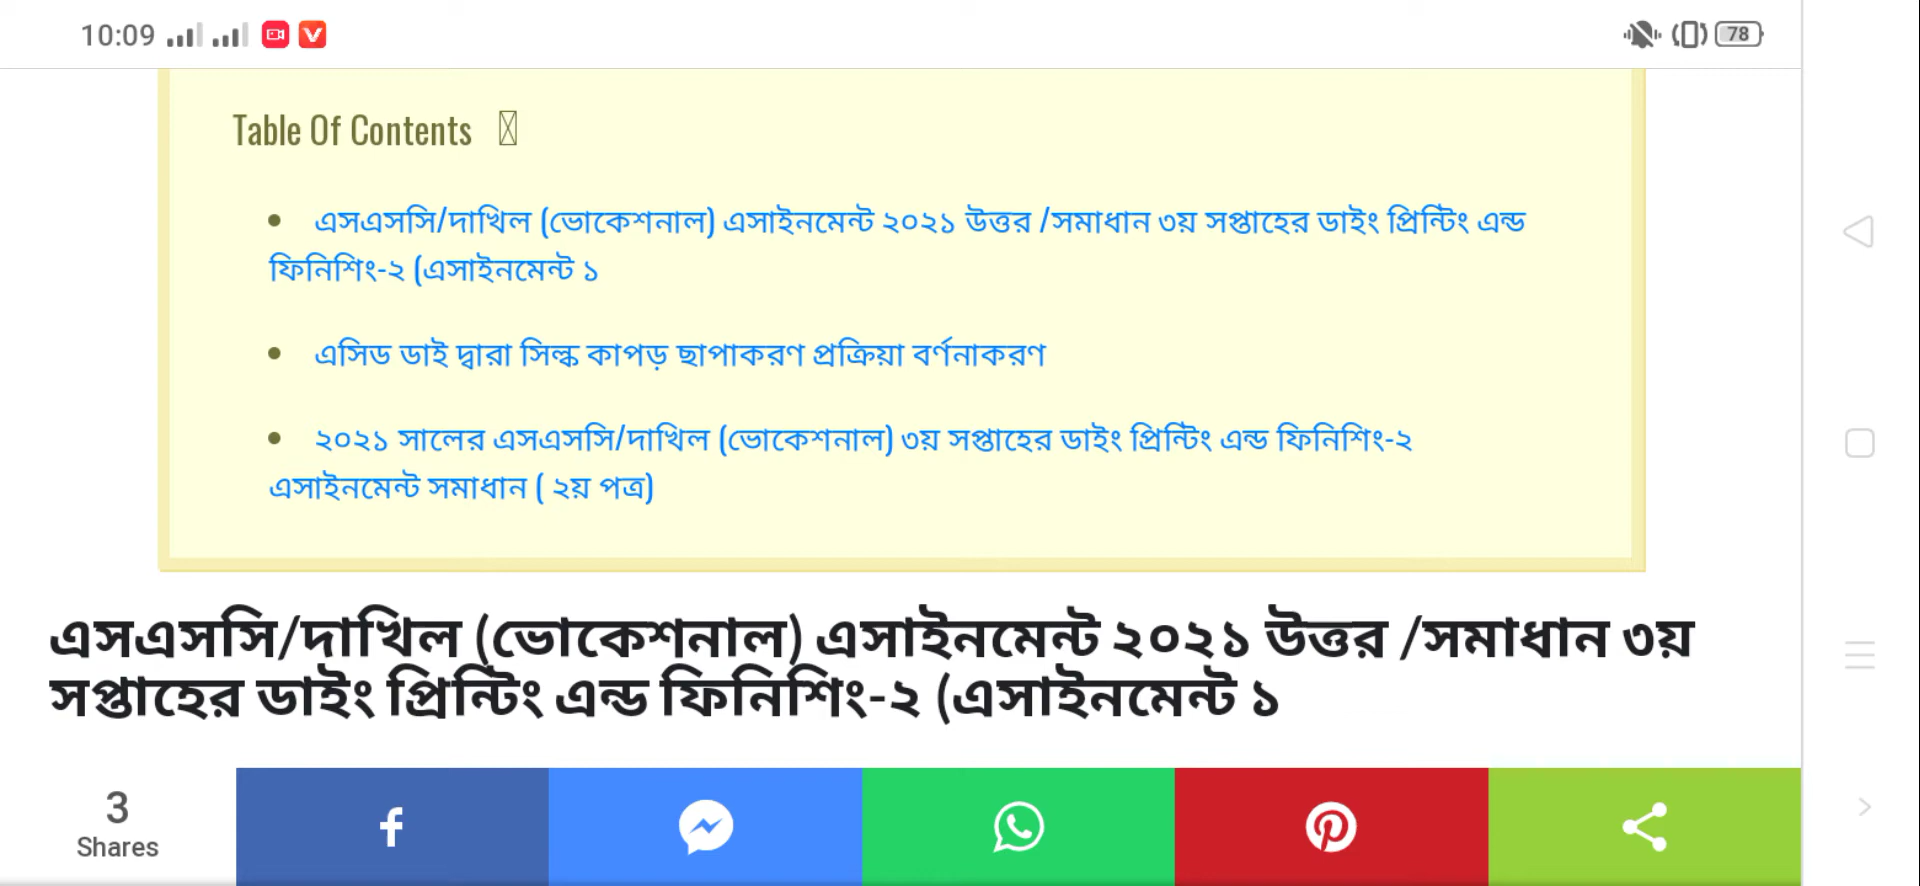 10:09
78
Table Of Contents
এসএসসি/দাখিল (ভোকেশনাল) এসাইনমেন্ট ২০২১ উত্তর /সমাধান ৩য় সপ্তাহের ডাইং প্রিন্টিং এন্ড
ফিনিশিং-২ (এসাইনমেন্ট ১
এসিড ডাই দ্বারা সিল্ক কাপড় ছাপাকরণ প্রক্রিয়া বর্ণনাকরণ
২০২১ সালের এসএসসি/দাখিল (ভোকেশনাল) ৩য় সপ্তাহের ডাইং প্রিন্টিং এন্ড ফিনিশিং-২
এসাইনমেন্ট সমাধান ( ২য় পত্র)
এসএসসি/দাখিল (ভোকেশনাল) এসাইনমেন্ট ২০২১ উত্তর /সমাধান ৩য়
সপ্তাহের ডাইং প্রিন্টিং এন্ড ফিনিশিং-২ (এসাইনমেন্ট ১
3
Shares